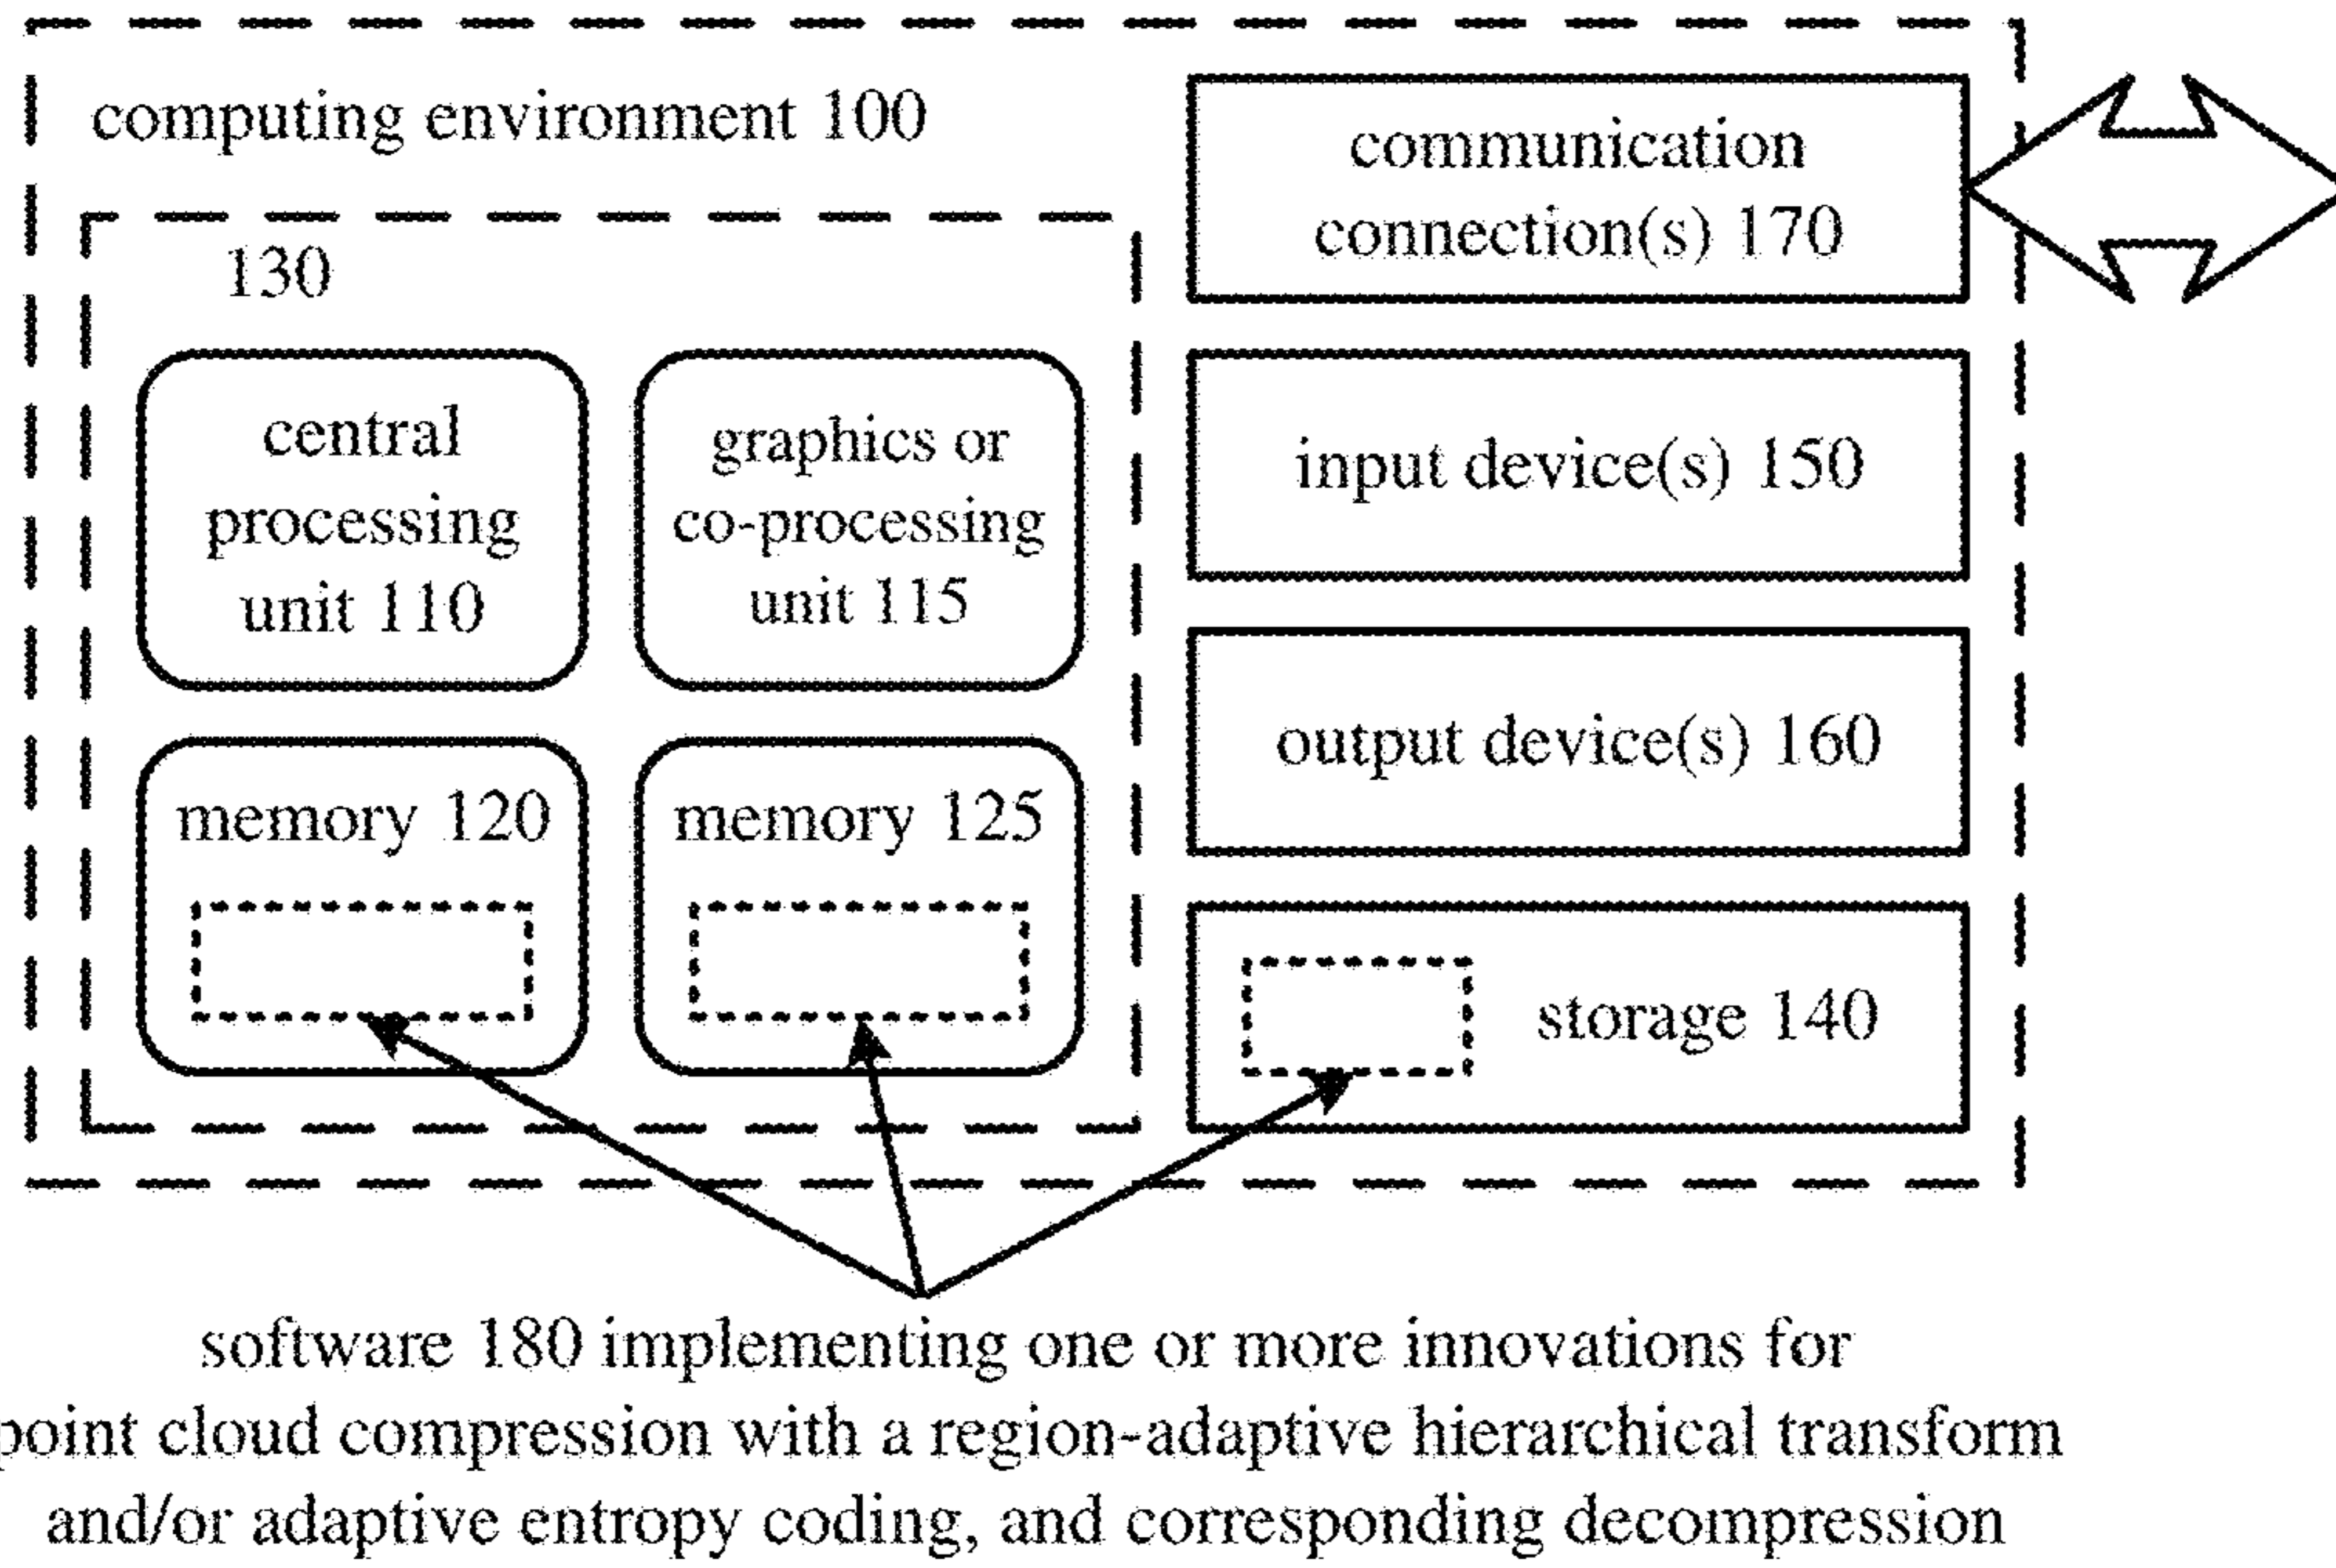 computing environment 100
130
central
processing
unit 110
graphics or
co-processing
unit 115
memory 120
memory 125
communication
connection(s) 170
input device(s) 150
output device(s) 160
storage 140
software 180 implementing one or more innovations for
point cloud compression with a region-adaptive hierarchical transform
and/or adaptive entropy coding, and corresponding decompression